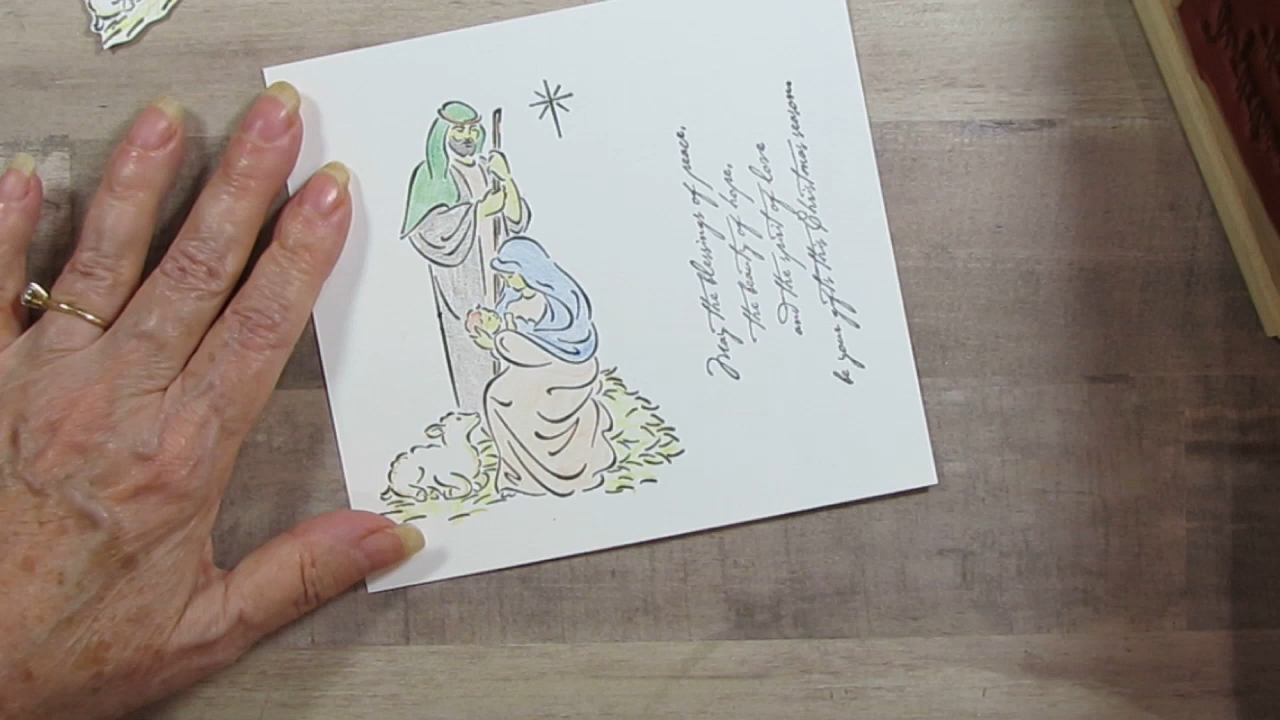 May the blessings of peace,
the beauty of hope,
and the spirit of love
be your gifts this Christmas season